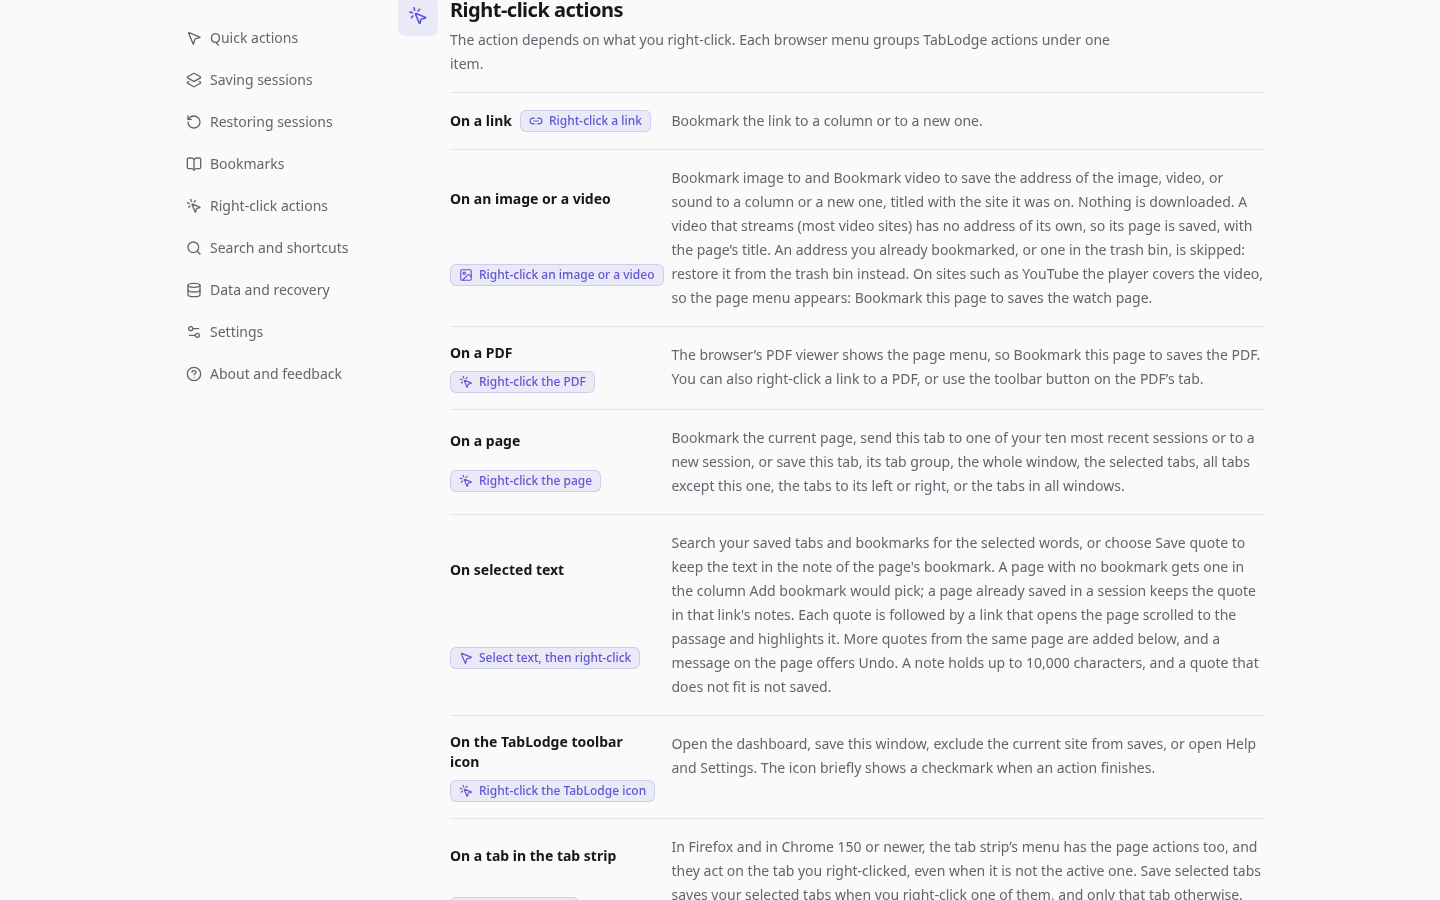 Quick actions
Saving sessions
Restoring sessions
Bookmarks
Right-click actions
Search and shortcuts
Data and recovery
Settings
About and feedback
Right-click actions
The action depends on what you right-click. Each browser menu groups TabLodge actions under one
item.
On a link
Right-click a link
Bookmark the link to a column or to a new one.
On an image or a video
Right-click an image or a video
Bookmark image to and Bookmark video to save the address of the image, video, or
sound to a column or a new one, titled with the site it was on. Nothing is downloaded. A
video that streams (most video sites) has no address of its own, so its page is saved, with
the page’s title. An address you already bookmarked, or one in the trash bin, is skipped:
restore it from the trash bin instead. On sites such as YouTube the player covers the video,
so the page menu appears: Bookmark this page to saves the watch page.
On a PDF
Right-click the PDF
The browser’s PDF viewer shows the page menu, so Bookmark this page to saves the PDF.
You can also right-click a link to a PDF, or use the toolbar button on the PDF’s tab.
On a page
Right-click the page
Bookmark the current page, send this tab to one of your ten most recent sessions or to a
new session, or save this tab, its tab group, the whole window, the selected tabs, all tabs
except this one, the tabs to its left or right, or the tabs in all windows.
On selected text
Select text, then right-click
Search your saved tabs and bookmarks for the selected words, or choose Save quote to
keep the text in the note of the page's bookmark. A page with no bookmark gets one in
the column Add bookmark would pick; a page already saved in a session keeps the quote
in that link's notes. Each quote is followed by a link that opens the page scrolled to the
passage and highlights it. More quotes from the same page are added below, and a
message on the page offers Undo. A note holds up to 10,000 characters, and a quote that
does not fit is not saved.
On the TabLodge toolbar
icon
Right-click the TabLodge icon
Open the dashboard, save this window, exclude the current site from saves, or open Help
and Settings. The icon briefly shows a checkmark when an action finishes.
On a tab in the tab strip
In Firefox and in Chrome 150 or newer, the tab strip’s menu has the page actions too, and
they act on the tab you right-clicked, even when it is not the active one. Save selected tabs
saves your selected tabs when you right-click one of them, and only that tab otherwise.